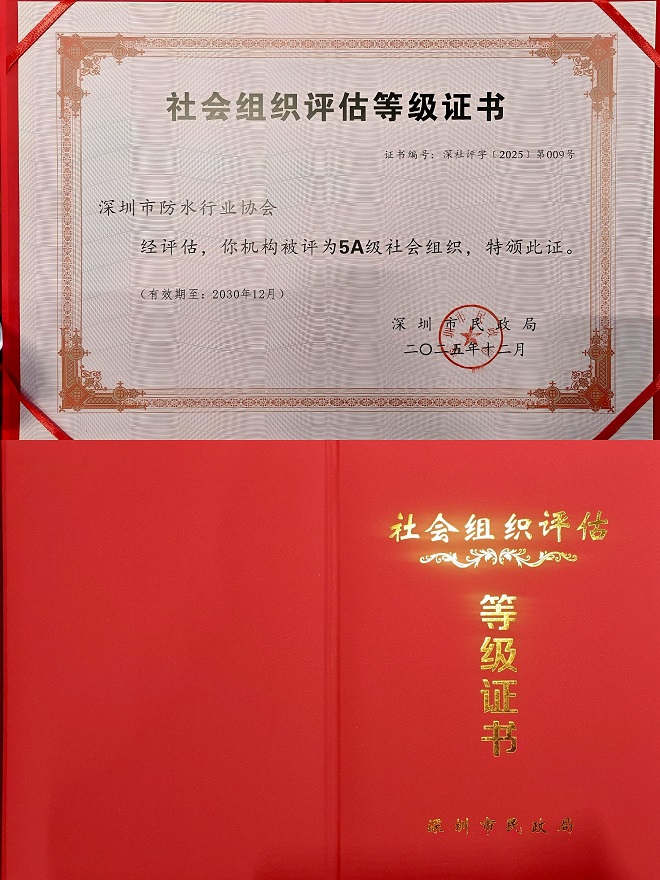 社会组织评估等级证书
证书编号：深社评字〔2025〕第009号
深圳市防水行业协会
经评估，你机构被评为5A级社会组织，特颁此证。
（有效期至：2030年12月）
深圳市民政局
二〇二五年十二月
社会组织评估
等级证书
深圳市民政局